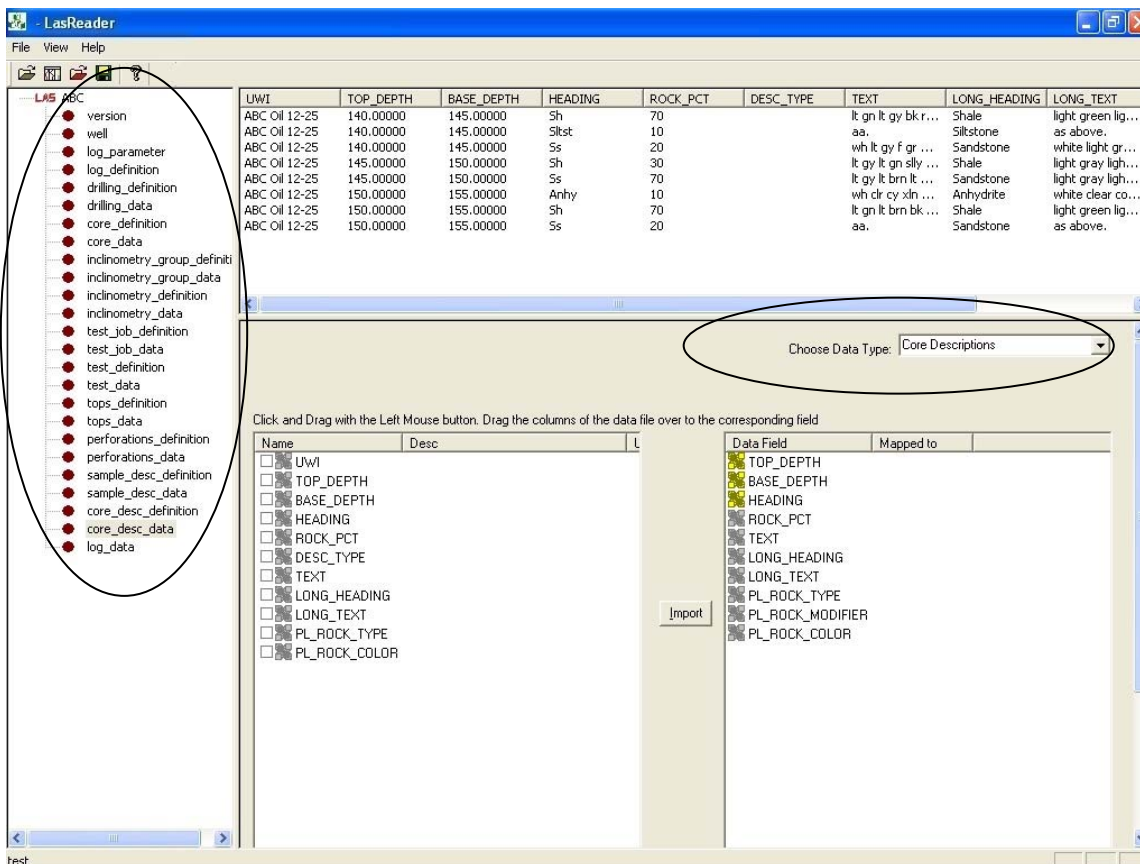 - LasReader
File View Help
LAS ABC
version
well
log_parameter
log_definition
drilling_definition
drilling_data
core_definition
core_data
inclinometry_group_definiti
inclinometry_group_data
inclinometry_definition
inclinometry_data
test_job_definition
test_job_data
test_definition
test_data
tops_definition
tops_data
perforations_definition
perforations_data
sample_desc_definition
sample_desc_data
core_desc_definition
core_desc_data
log_data
UWI TOP_DEPTH BASE_DEPTH HEADING ROCK_PCT DESC_TYPE TEXT LONG_HEADING LONG_TEXT
ABC Oil 12-25 140.00000 145.00000 Sh 70 lt gn lt gy bk r... Shale light green lig...
ABC Oil 12-25 140.00000 145.00000 Sltst 10 aa. Siltstone as above.
ABC Oil 12-25 140.00000 145.00000 Ss 20 wh lt gy f gr ... Sandstone white light gr...
ABC Oil 12-25 145.00000 150.00000 Sh 30 lt gy lt gn slly ... Shale light gray ligh...
ABC Oil 12-25 145.00000 150.00000 Ss 70 lt gy lt brn lt ... Sandstone light gray ligh...
ABC Oil 12-25 150.00000 155.00000 Anhy 10 wh clr cy xln ... Anhydrite white clear co...
ABC Oil 12-25 150.00000 155.00000 Sh 70 lt gn lt brn bk ... Shale light green lig...
ABC Oil 12-25 150.00000 155.00000 Ss 20 aa. Sandstone as above.
Choose Data Type: Core Descriptions
Click and Drag with the Left Mouse button. Drag the columns of the data file over to the corresponding field
Name Desc
UWI
TOP_DEPTH
BASE_DEPTH
HEADING
ROCK_PCT
DESC_TYPE
TEXT
LONG_HEADING
LONG_TEXT
PL_ROCK_TYPE
PL_ROCK_COLOR
Import
Data Field Mapped to
TOP_DEPTH
BASE_DEPTH
HEADING
ROCK_PCT
TEXT
LONG_HEADING
LONG_TEXT
PL_ROCK_TYPE
PL_ROCK_MODIFIER
PL_ROCK_COLOR
test